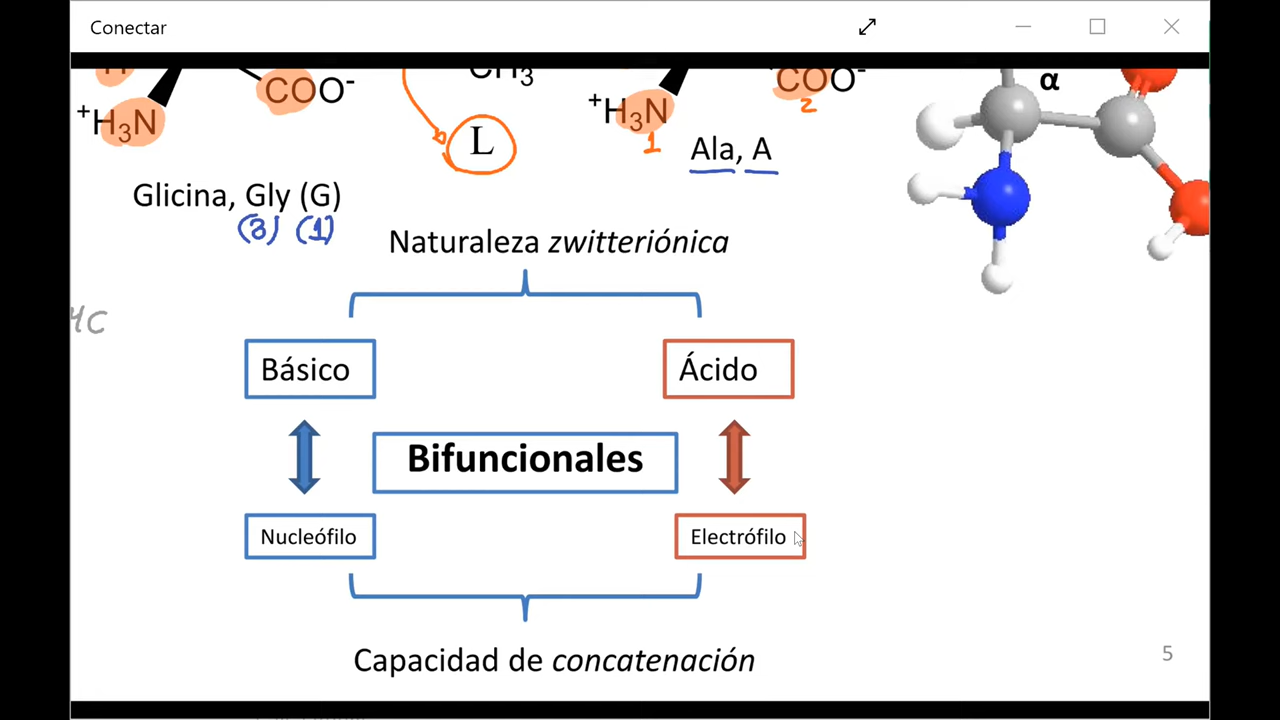 Conectar
COO-
+H3N
CH3
L
+H3N
1
COO-
2
Ala, A
α
Glicina, Gly (G)
(3) (1)
Naturaleza zwitteriónica
Básico
Ácido
Bifuncionales
Nucleófilo
Electrófilo
Capacidad de concatenación
5